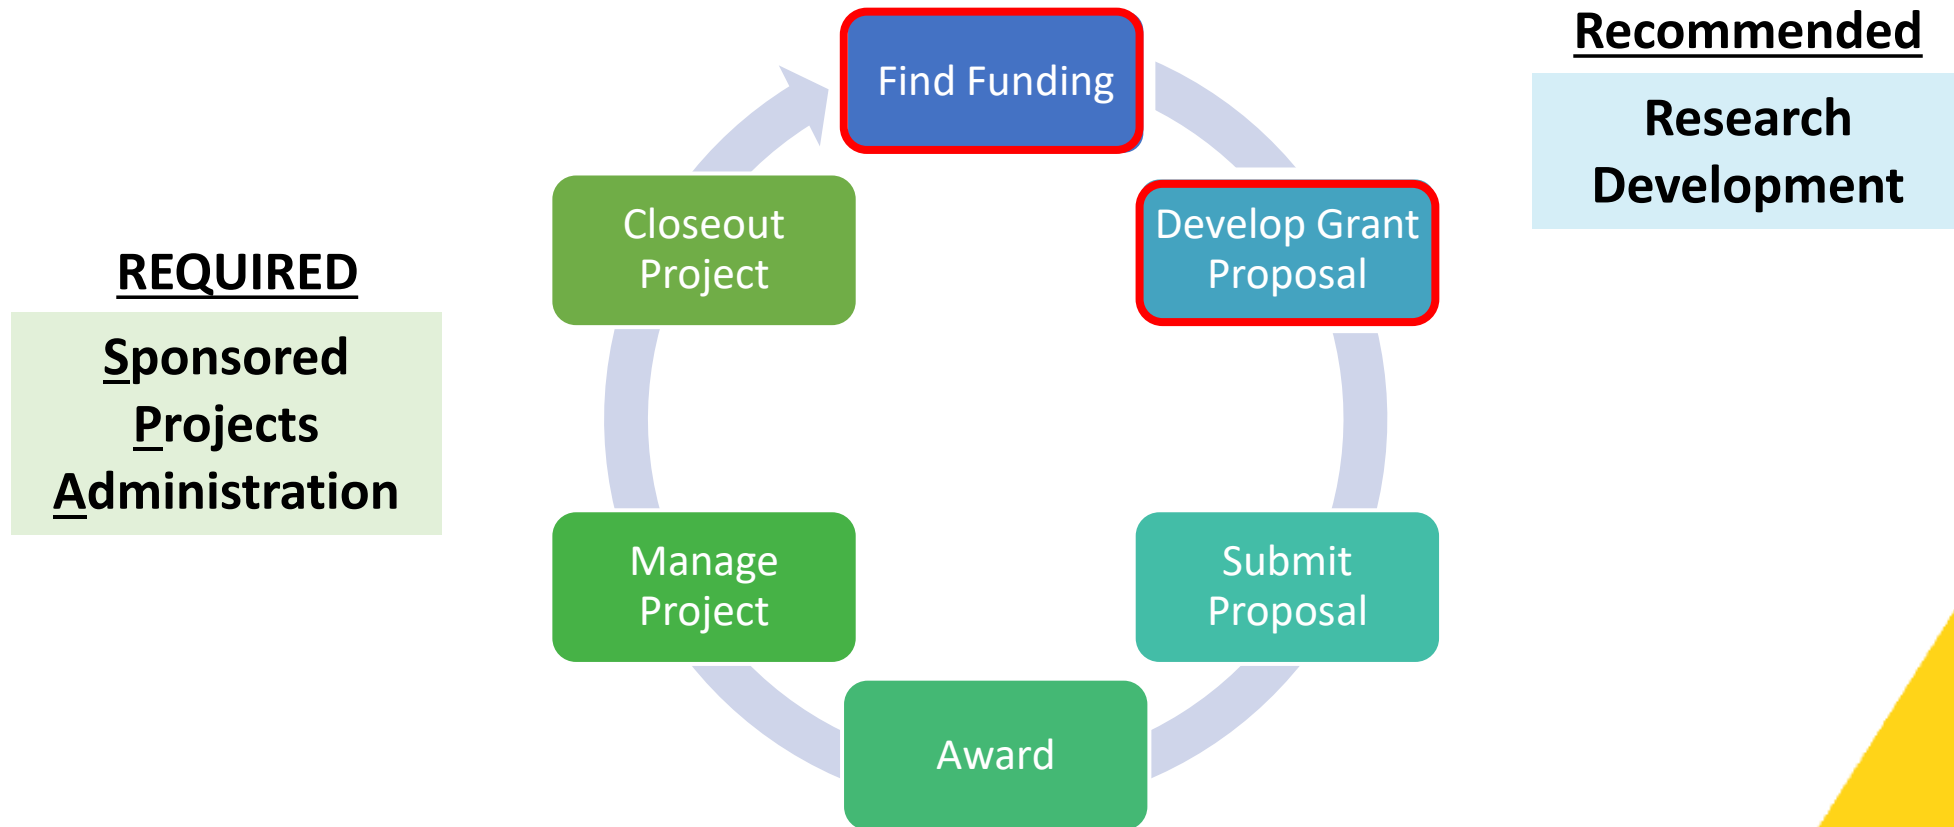 Find Funding
Develop Grant
Proposal
Submit
Proposal
Award
Manage
Project
Closeout
Project
REQUIRED
Sponsored
Projects
Administration
Recommended
Research
Development